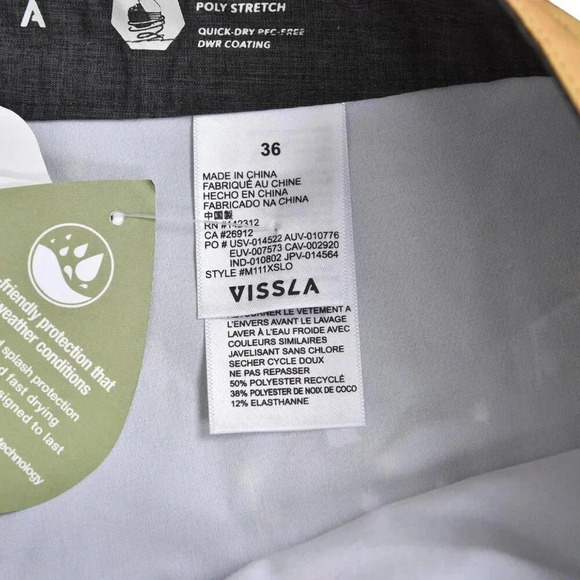 A
POLY STRETCH
QUICK-DRY PFC-FREE
DWR COATING
36
MADE IN CHINA
FABRIQUÉ AU CHINE
HECHO EN CHINA
FABRICADO NA CHINA
中国製
RN #142312
CA #26912
PO # USV-014522 AUV-010776
EUV-007573 CAV-002920
IND-010802 JPV-014564
STYLE #M111XSLO
VISSLA
RETOURNER LE VETEMENT A
L'ENVERS AVANT LE LAVAGE
LAVER À L'EAU FROIDE AVEC
COULEURS SIMILAIRES
JAVELISANT SANS CHLORE
SECHER CYCLE DOUX
NE PAS REPASSER
50% POLYESTER RECYCLÉ
38% POLYESTER DE NOIX DE COCO
12% ELASTHANNE
-friendly protection that
weather conditions
splash protection
fast drying
signed to last
technology